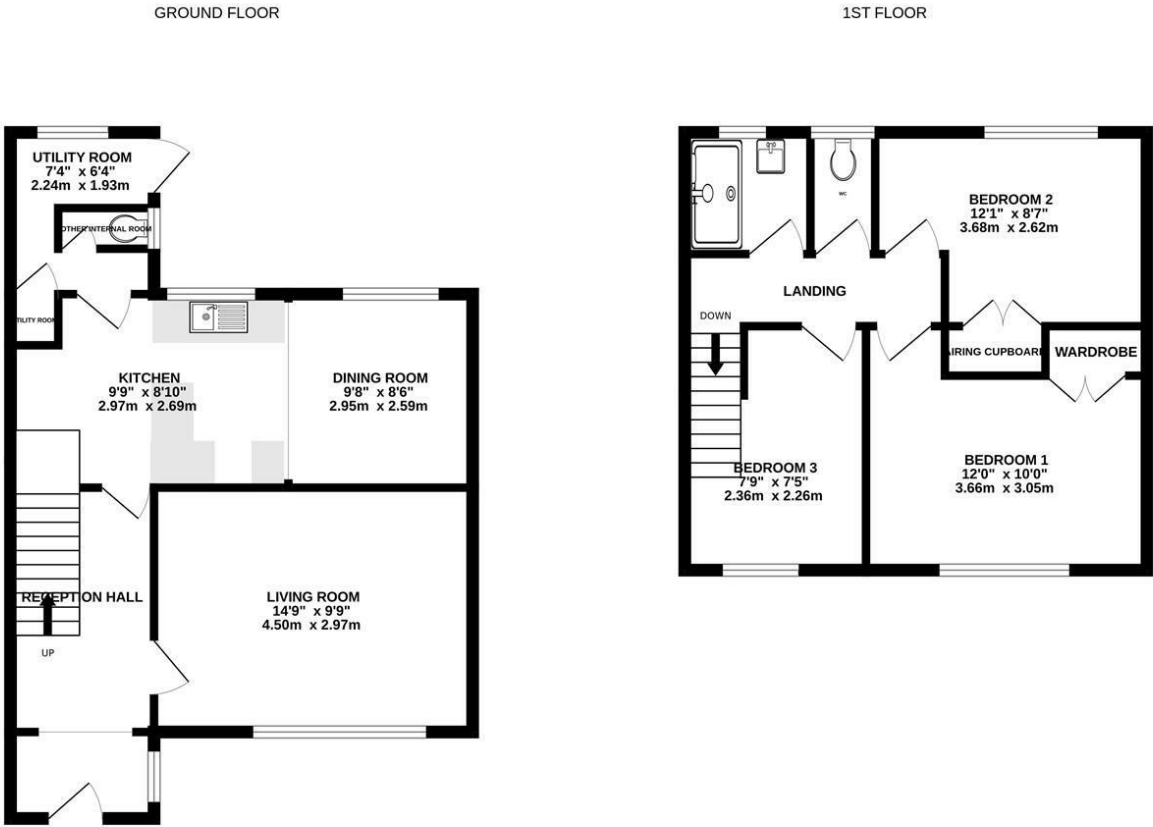 GROUND FLOOR
1ST FLOOR
UTILITY ROOM
7'4" x 6'4"
2.24m x 1.93m
OTHER INTERNAL ROOM
TILITY ROOM
KITCHEN
9'9" x 8'10"
2.97m x 2.69m
DINING ROOM
9'8" x 8'6"
2.95m x 2.59m
RECEPTION HALL
UP
LIVING ROOM
14'9" x 9'9"
4.50m x 2.97m
WC
BEDROOM 2
12'1" x 8'7"
3.68m x 2.62m
LANDING
DOWN
AIRING CUPBOARD
WARDROBE
BEDROOM 3
7'9" x 7'5"
2.36m x 2.26m
BEDROOM 1
12'0" x 10'0"
3.66m x 3.05m